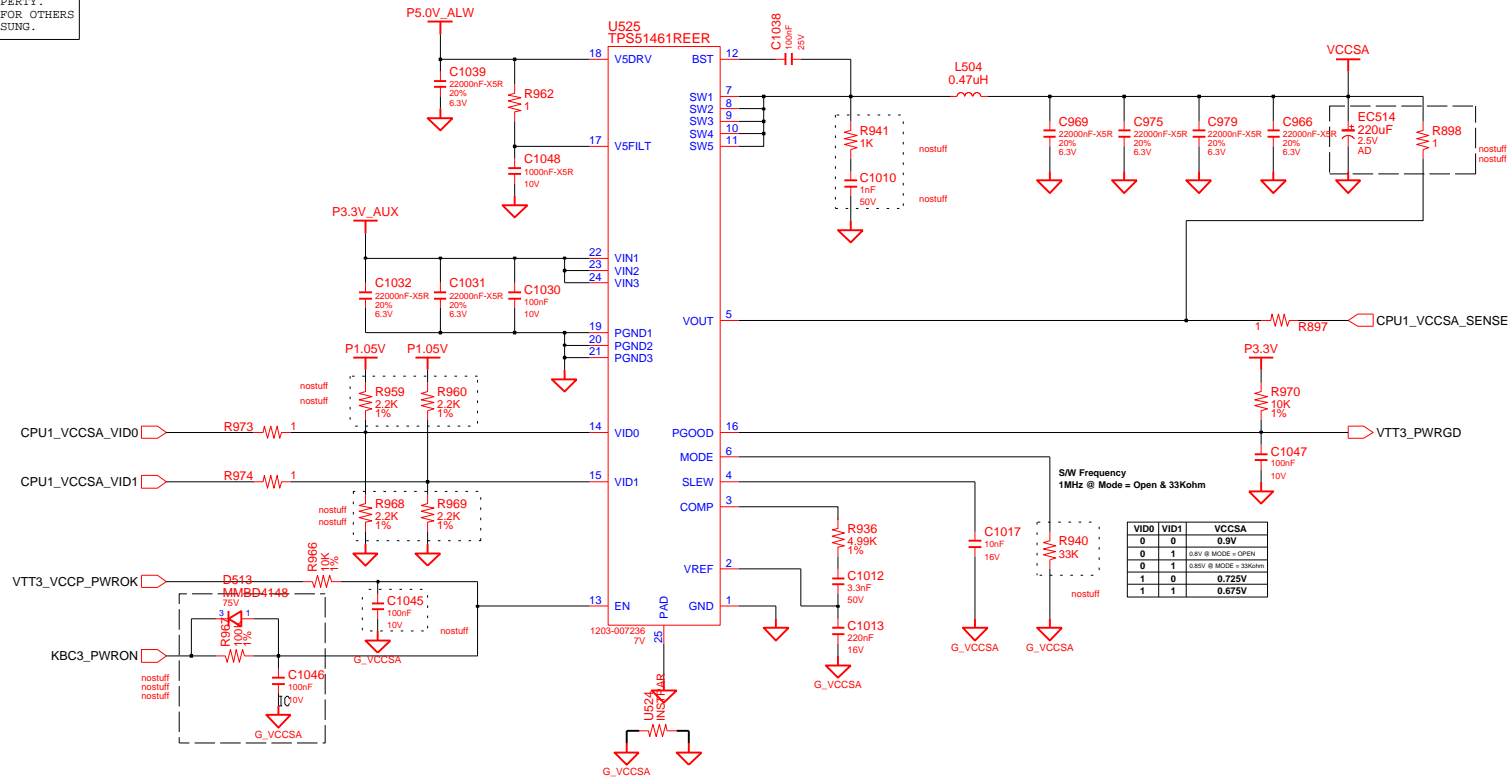 PERTY.
FOR OTHERS
SUNG.
P5.0V_ALW
U525
TPS51461REER
C1038
100nF
25V
VCCSA
18 V5DRV
BST 12
C1039
22000nF-X5R
20%
6.3V
R962
1
L504
0.47uH
SW1 7
SW2 8
SW3 9
SW4 10
SW5 11
17 V5FILT
C1048
1000nF-X5R
10V
R941
1K
nostuff
C1010
1nF
50V
nostuff
C969
22000nF-X5R
20%
6.3V
C975
22000nF-X5R
20%
6.3V
C979
22000nF-X5R
20%
6.3V
C966
22000nF-X5R
20%
6.3V
EC514
220uF
2.5V
AD
R898
1
nostuff
nostuff
P3.3V_AUX
22 VIN1
23 VIN2
24 VIN3
C1032
22000nF-X5R
20%
6.3V
C1031
22000nF-X5R
20%
6.3V
C1030
100nF
10V
19 PGND1
20 PGND2
21 PGND3
VOUT 5
1 R897
CPU1_VCCSA_SENSE
P1.05V
P1.05V
P3.3V
nostuff
nostuff
R959
2.2K
1%
R960
2.2K
1%
R970
10K
1%
CPU1_VCCSA_VID0
R973 1
14 VID0
PGOOD 16
VTT3_PWRGD
MODE 6
C1047
100nF
10V
CPU1_VCCSA_VID1
R974 1
15 VID1
SLEW 4
S/W Frequency
1MHz @ Mode = Open & 33Kohm
COMP 3
nostuff
nostuff
R968
2.2K
1%
R969
2.2K
1%
R936
4.99K
1%
C1017
10nF
16V
R940
33K
nostuff
VID0 VID1 VCCSA
0 0 0.9V
0 1 0.8V @ MODE = OPEN
0 1 0.85V @ MODE = 33Kohm
1 0 0.725V
1 1 0.675V
VTT3_VCCP_PWROK
R966
10K
1%
VREF 2
C1012
3.3nF
50V
D513
MMBD4148
75V
3 1
C1045
100nF
10V
nostuff
G_VCCSA
13 EN
GND 1
PAD
25
1203-007236
7V
C1013
220nF
16V
G_VCCSA
G_VCCSA
G_VCCSA
KBC3_PWRON
1%
nostuff
nostuff
nostuff
C1046
100nF
10V
G_VCCSA
U524
G_VCCSA